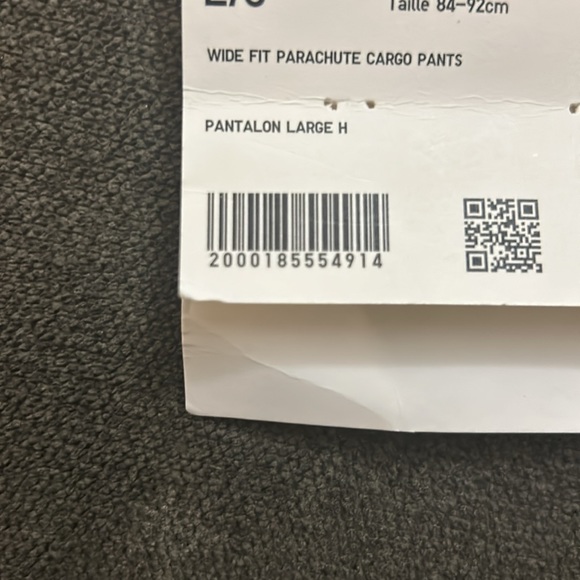 Taille 84–92cm
WIDE FIT PARACHUTE CARGO PANTS
PANTALON LARGE H
2000185554914